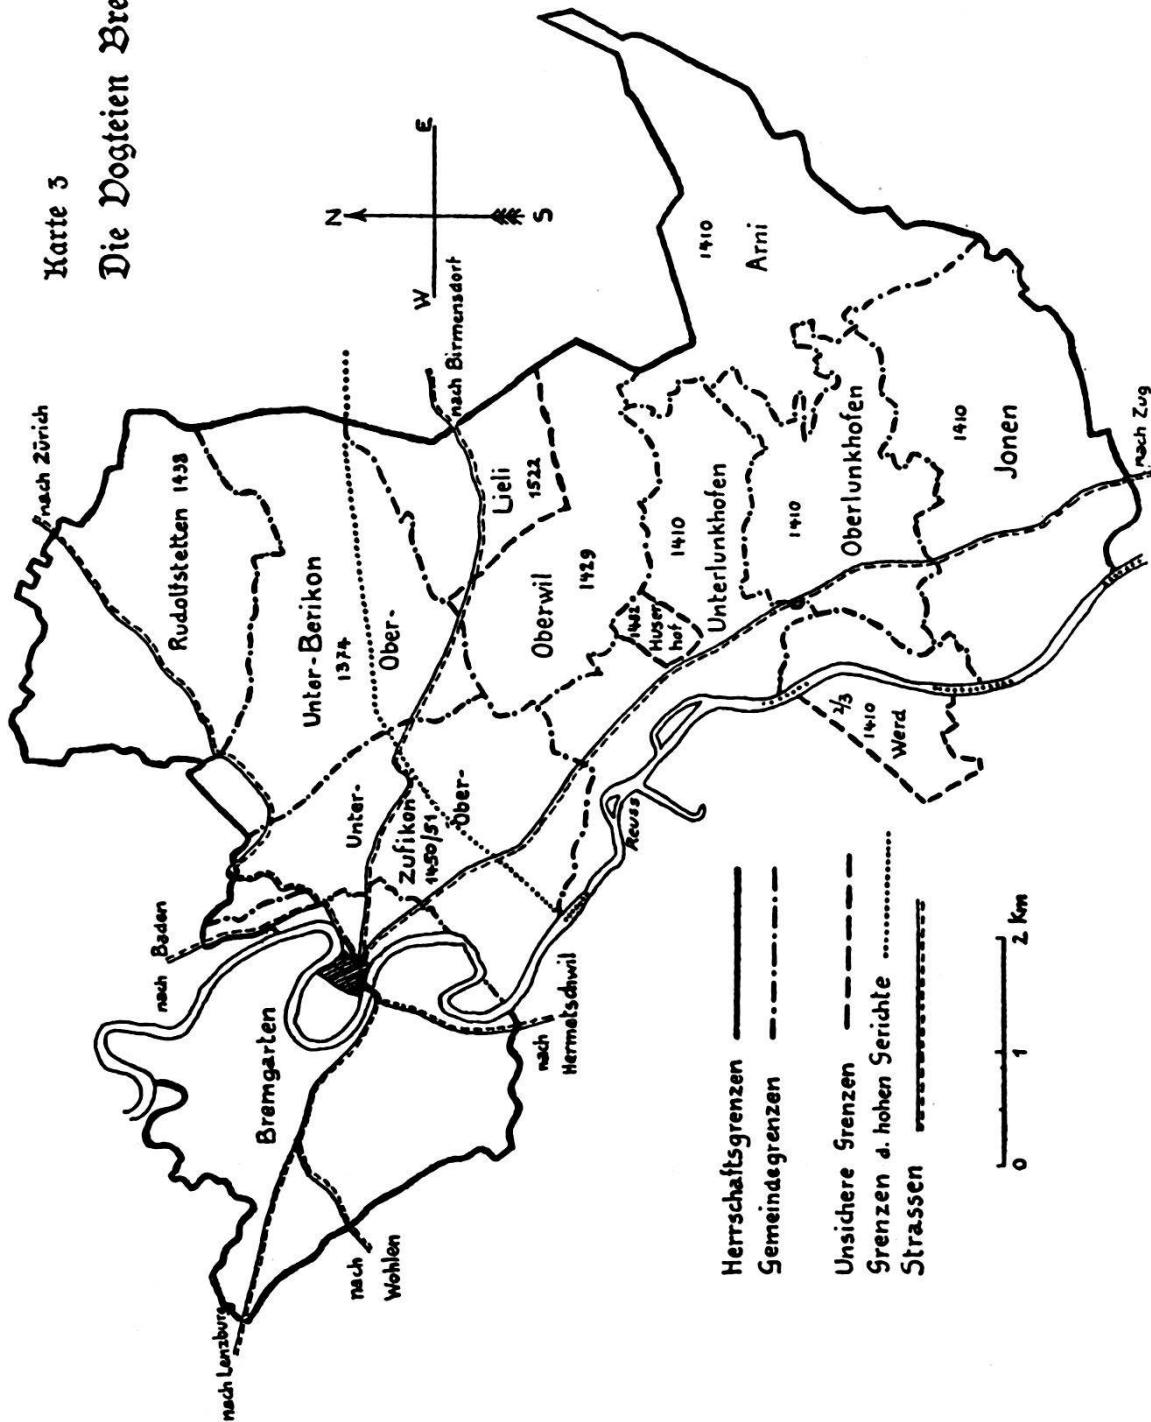 Karte 3
Die Vogteien Bre
N
W
E
S
nach Zürich
Rudolfstetten 1438
nach Birmensdorf
Unter-Berikon
1374
Ober-
Lieli
1522
Arni
1410
Oberwil
1429
1410
Unterlunkhofen
1482
Huser
hof
1410
Oberlunkhofen
1410
Jonen
nach Zug
2/3
1410
Werd
Unter-
Zufikon
1450/51
Ober-
Reuss
nach Baden
Bremgarten
nach
Hermetschwil
nach
Wohlen
nach Lenzburg
Herrschaftsgrenzen
Gemeindegrenzen
Unsichere Grenzen
Grenzen d. hohen Gerichte
Strassen
0 1 2 Km